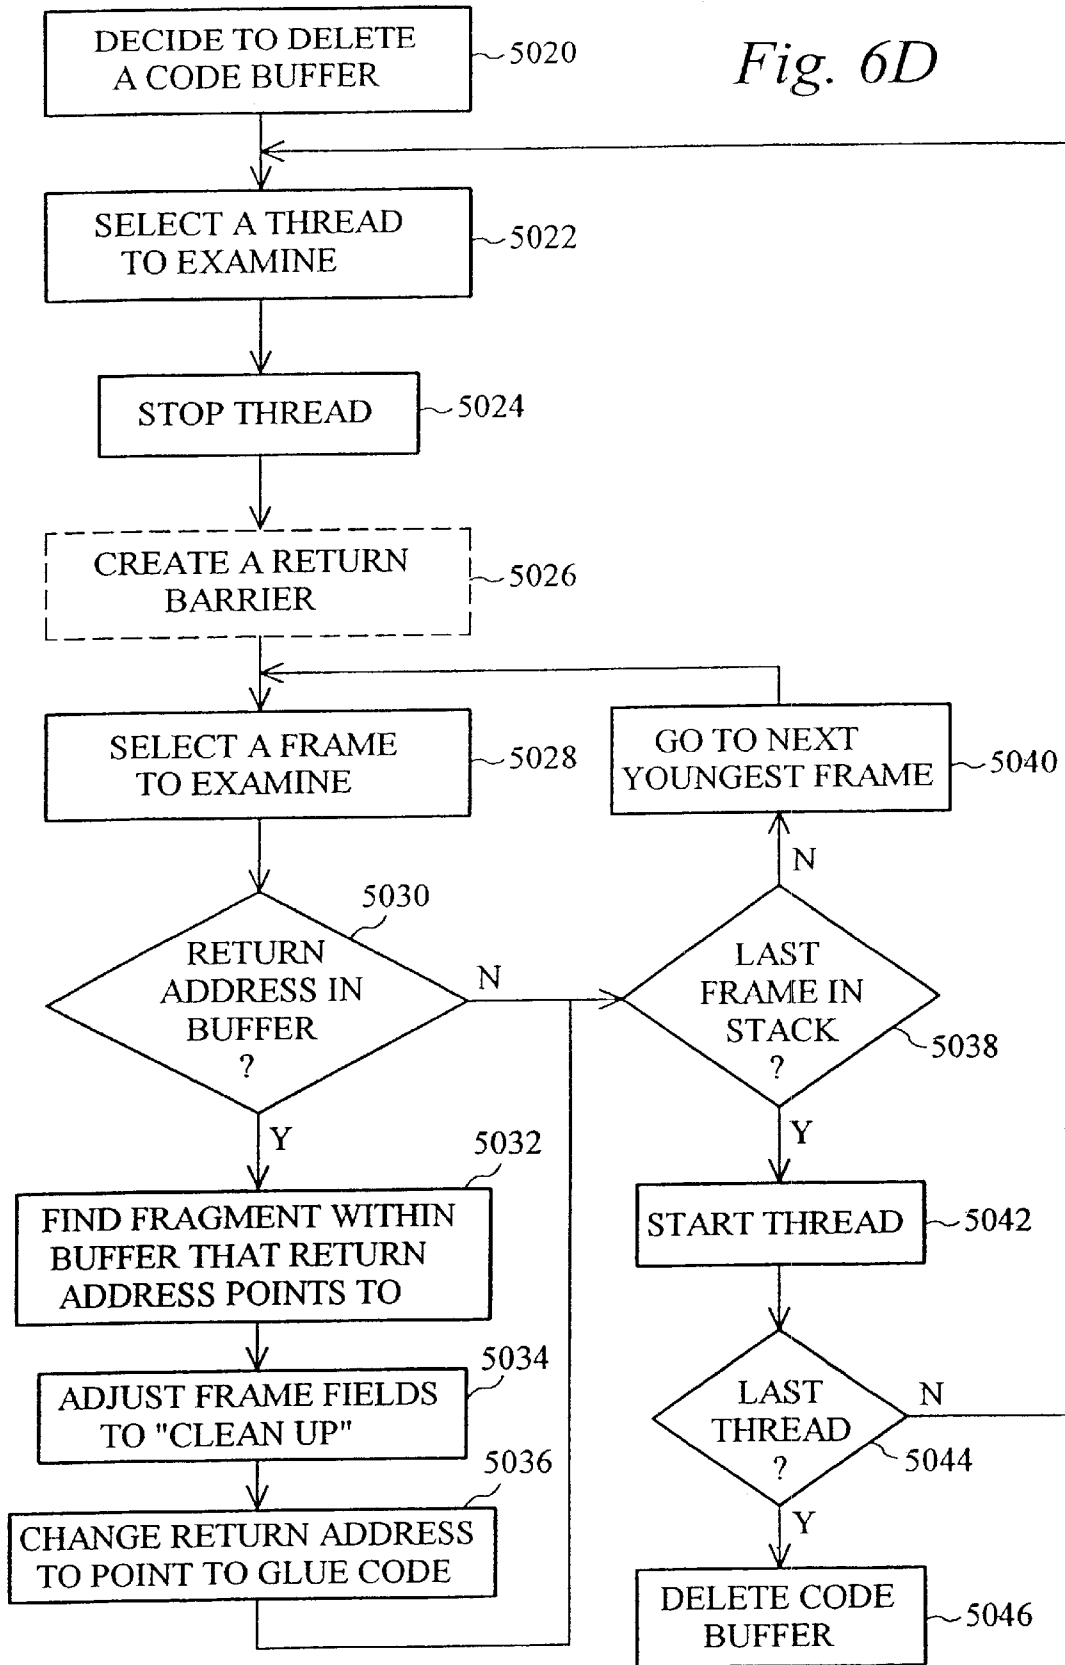 DECIDE TO DELETE
A CODE BUFFER
5020
Fig. 6D
SELECT A THREAD
TO EXAMINE
5022
STOP THREAD
5024
CREATE A RETURN
BARRIER
5026
SELECT A FRAME
TO EXAMINE
5028
GO TO NEXT
YOUNGEST FRAME
5040
N
5030
RETURN
ADDRESS IN
BUFFER
?
N
LAST
FRAME IN
STACK
?
5038
Y
Y
5032
FIND FRAGMENT WITHIN
BUFFER THAT RETURN
ADDRESS POINTS TO
START THREAD
5042
5034
ADJUST FRAME FIELDS
TO "CLEAN UP"
LAST
THREAD
?
N
5044
5036
CHANGE RETURN ADDRESS
TO POINT TO GLUE CODE
Y
DELETE CODE
BUFFER
5046